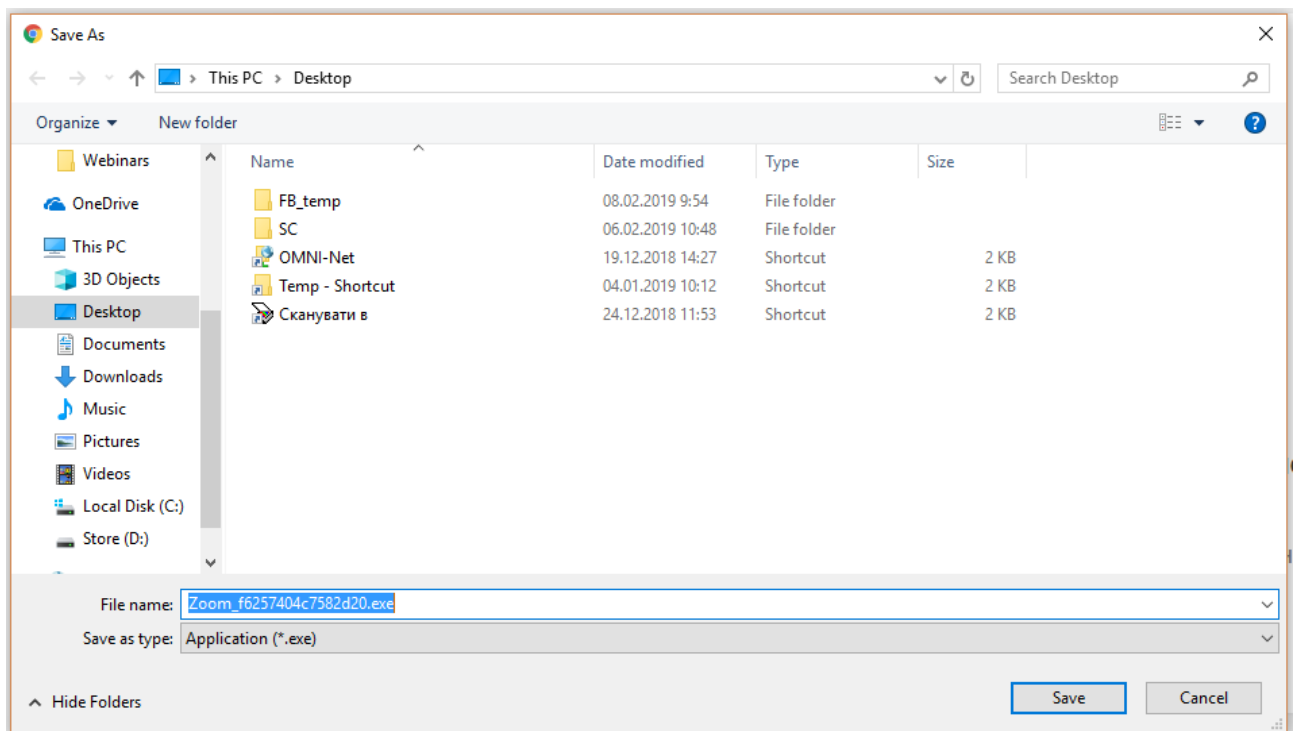 Save As
This PC > Desktop
Search Desktop
Organize
New folder
Webinars
OneDrive
This PC
3D Objects
Desktop
Documents
Downloads
Music
Pictures
Videos
Local Disk (C:)
Store (D:)
Name Date modified Type Size
FB_temp 08.02.2019 9:54 File folder
SC 06.02.2019 10:48 File folder
OMNI-Net 19.12.2018 14:27 Shortcut 2 KB
Temp - Shortcut 04.01.2019 10:12 Shortcut 2 KB
Сканувати в 24.12.2018 11:53 Shortcut 2 KB
File name: Zoom_f6257404c7582d20.exe
Save as type: Application (*.exe)
Hide Folders
Save
Cancel